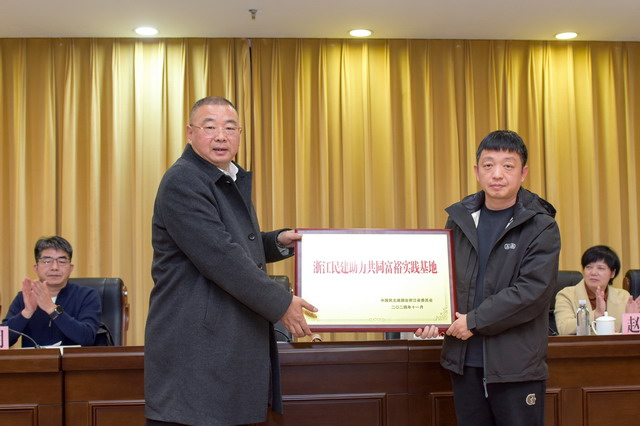 浙江民建助力共同富裕实践基地
中国民主建国会浙江省委员会
二〇二四年十一月
赵